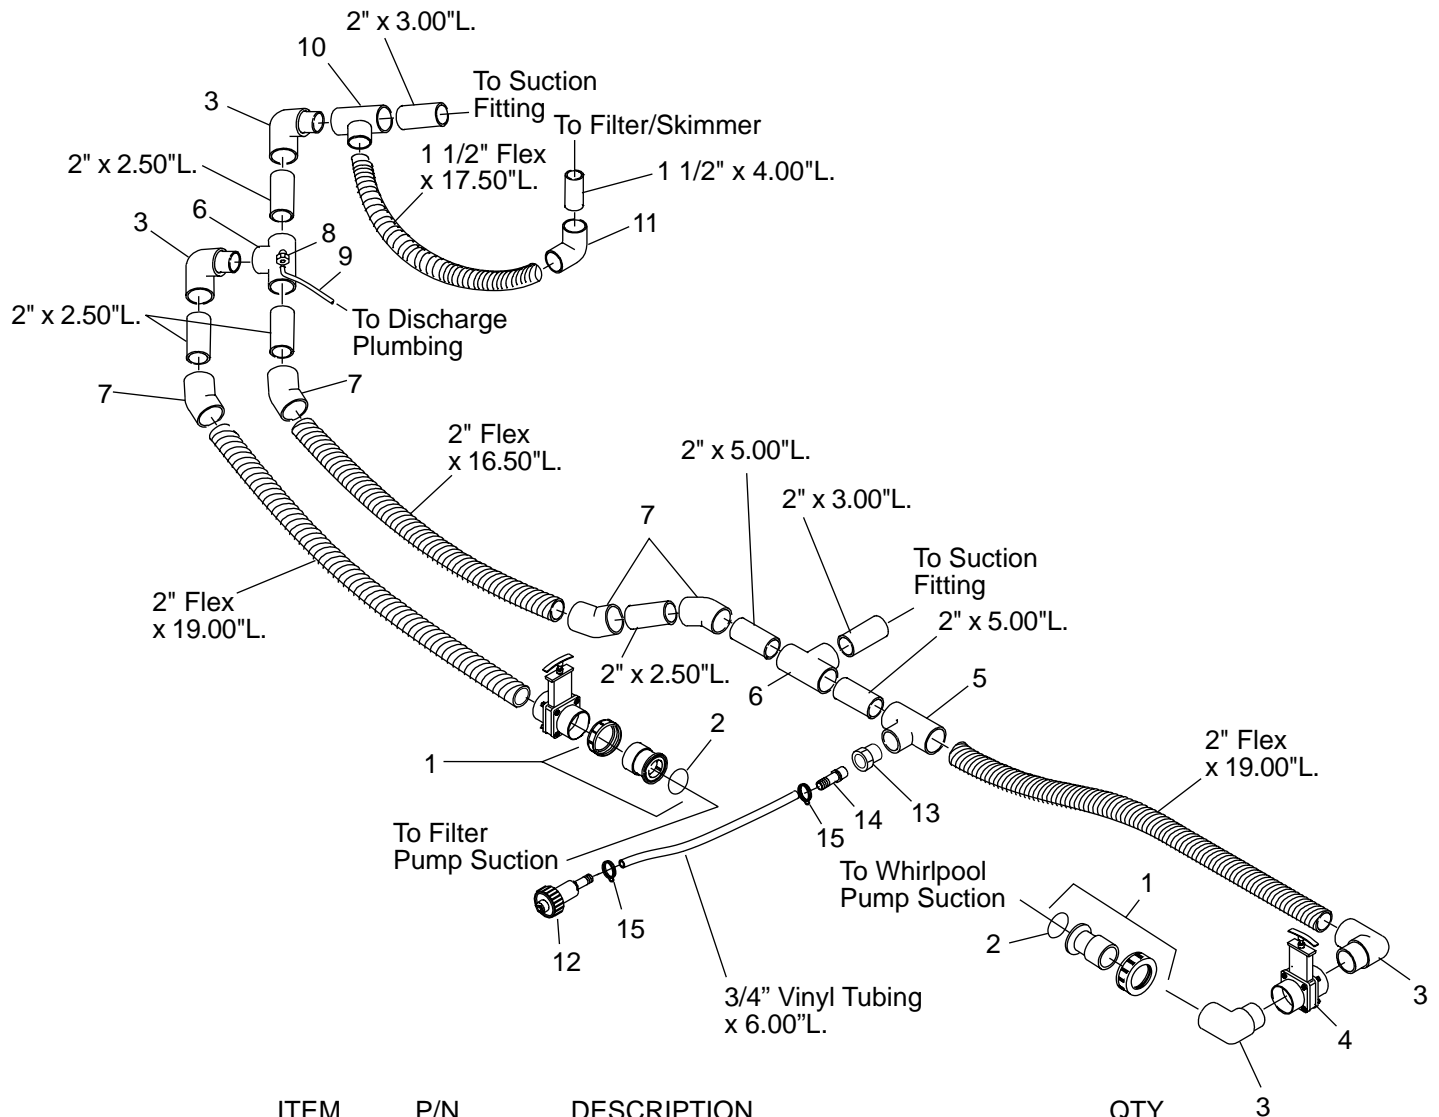 2" x 3.00"L.
10
To Suction
Fitting
3
To Filter/Skimmer
2" x 2.50"L.
1 1/2" Flex
x 17.50"L.
1 1/2" x 4.00"L.
6
8
11
3
9
2" x 2.50"L.
To Discharge
Plumbing
7
7
2" Flex
x 16.50"L.
2" x 5.00"L.
2" x 3.00"L.
7
To Suction
Fitting
2" Flex
x 19.00"L.
2" x 5.00"L.
2" x 2.50"L.
6
5
2
2" Flex
x 19.00"L.
1
13
14
15
To Filter
Pump Suction
To Whirlpool
Pump Suction
1
15
2
12
3/4” Vinyl Tubing
x 6.00”L.
3
4
3
ITEM P/N DESCRIPTION QTY